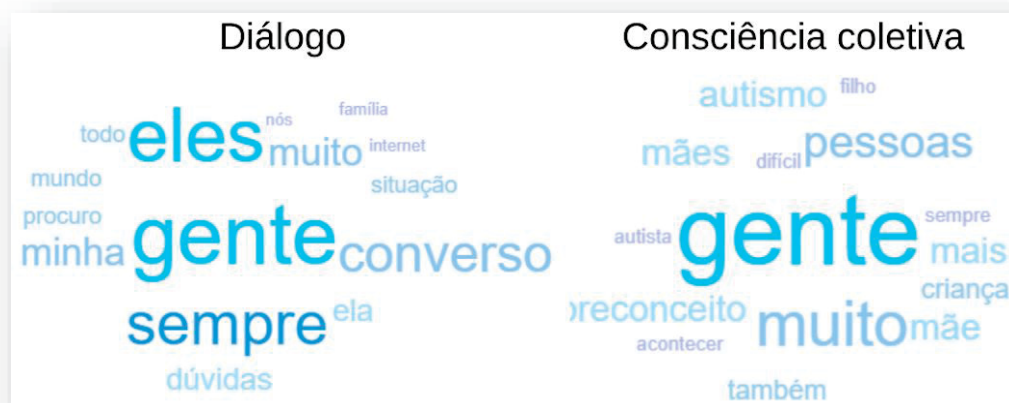 Diálogo
família
nós
todo eles muito internet
mundo
situação
procuro
minha gente converso
sempre ela
dúvidas
Consciência coletiva
autismo filho
mães difícil pessoas
sempre
autista gente mais
criança
preconceito muito mãe
acontecer
também